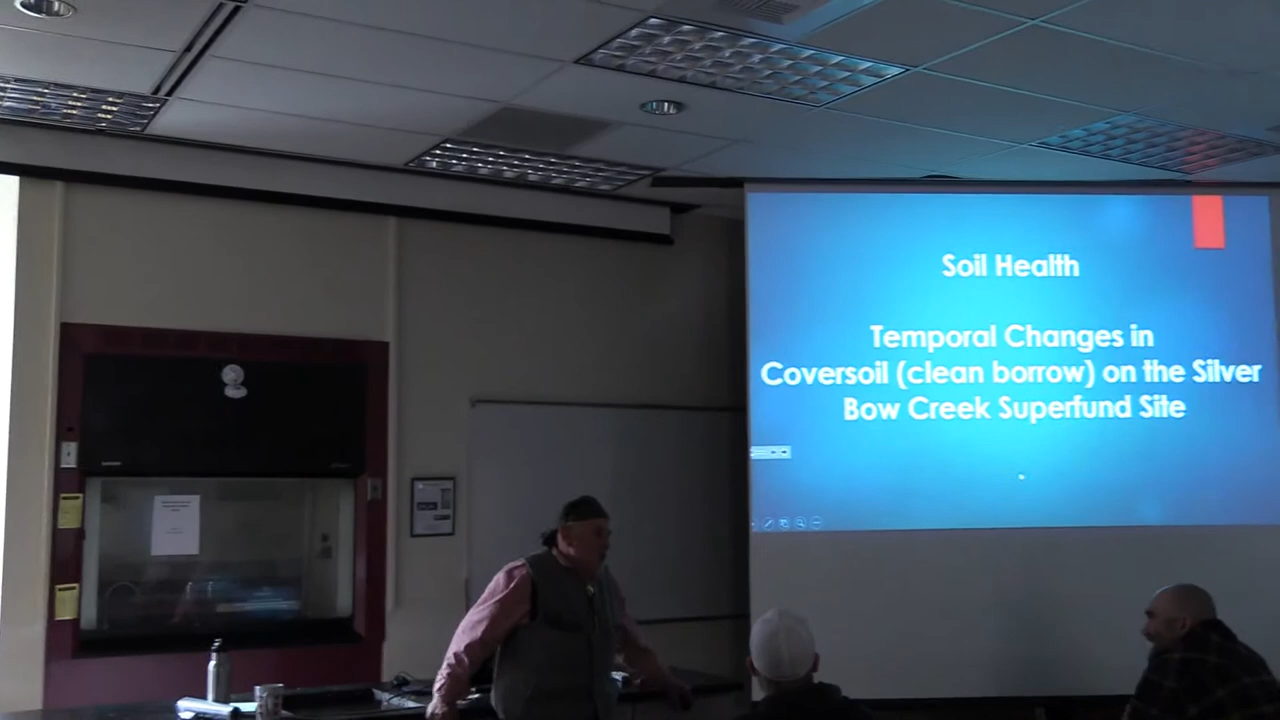 Soil Health
Temporal Changes in
Coversoil (clean borrow) on the Silver
Bow Creek Superfund Site